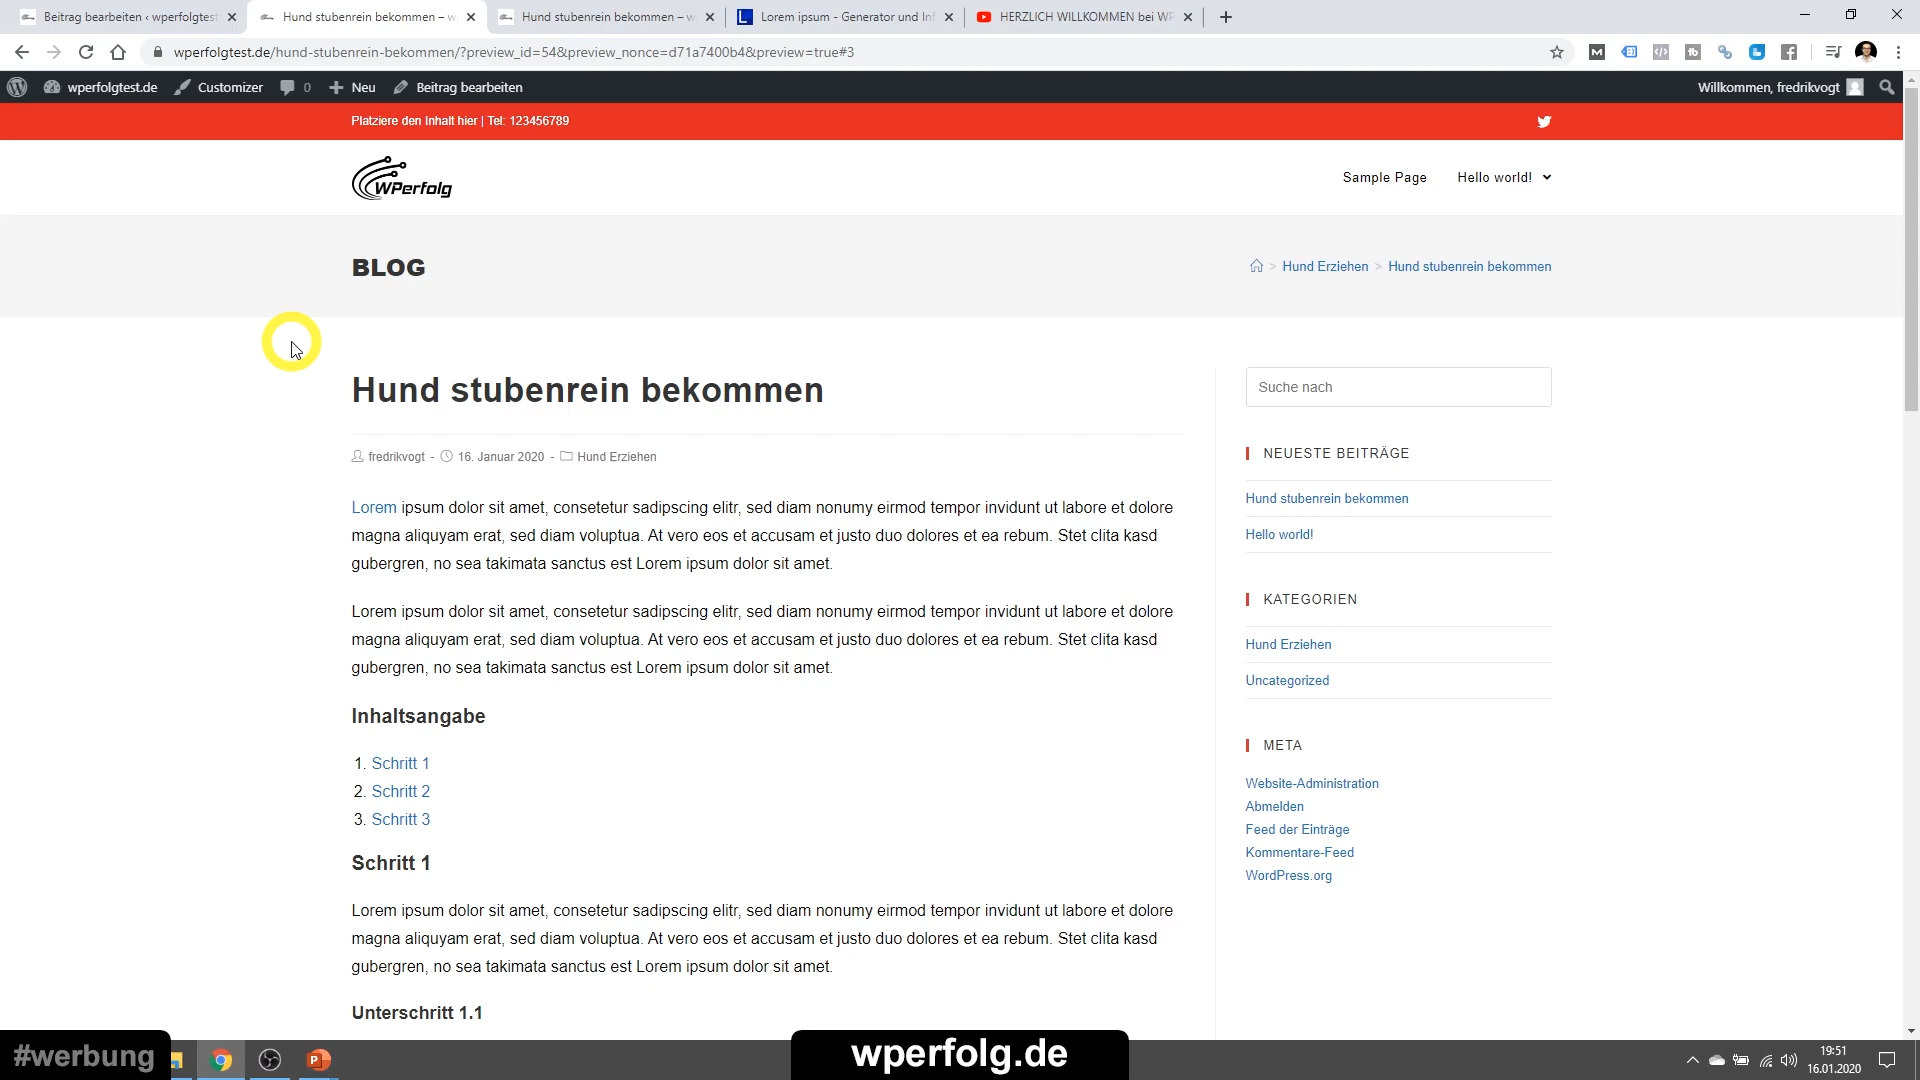 Beitrag bearbeiten ‹ wperfolgtest
Hund stubenrein bekommen – w
Hund stubenrein bekommen – w
Lorem ipsum - Generator und Inf
HERZLICH WILLKOMMEN bei WP
wperfolgtest.de/hund-stubenrein-bekommen/?preview_id=54&preview_nonce=d71a7400b4&preview=true#3
wperfolgtest.de
Customizer
0
Neu
Beitrag bearbeiten
Willkommen, fredrikvogt
Platziere den Inhalt hier | Tel: 123456789
WPerfolg
Sample Page
Hello world!
BLOG
> Hund Erziehen > Hund stubenrein bekommen
Hund stubenrein bekommen
fredrikvogt - 16. Januar 2020 - Hund Erziehen
Lorem ipsum dolor sit amet, consetetur sadipscing elitr, sed diam nonumy eirmod tempor invidunt ut labore et dolore
magna aliquyam erat, sed diam voluptua. At vero eos et accusam et justo duo dolores et ea rebum. Stet clita kasd
gubergren, no sea takimata sanctus est Lorem ipsum dolor sit amet.
Lorem ipsum dolor sit amet, consetetur sadipscing elitr, sed diam nonumy eirmod tempor invidunt ut labore et dolore
magna aliquyam erat, sed diam voluptua. At vero eos et accusam et justo duo dolores et ea rebum. Stet clita kasd
gubergren, no sea takimata sanctus est Lorem ipsum dolor sit amet.
Inhaltsangabe
1. Schritt 1
2. Schritt 2
3. Schritt 3
Schritt 1
Lorem ipsum dolor sit amet, consetetur sadipscing elitr, sed diam nonumy eirmod tempor invidunt ut labore et dolore
magna aliquyam erat, sed diam voluptua. At vero eos et accusam et justo duo dolores et ea rebum. Stet clita kasd
gubergren, no sea takimata sanctus est Lorem ipsum dolor sit amet.
Unterschritt 1.1
Suche nach
NEUESTE BEITRÄGE
Hund stubenrein bekommen
Hello world!
KATEGORIEN
Hund Erziehen
Uncategorized
META
Website-Administration
Abmelden
Feed der Einträge
Kommentare-Feed
WordPress.org
#werbung
wperfolg.de
19:51
16.01.2020